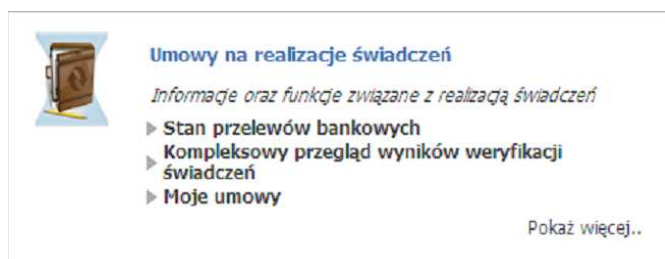 Umowy na realizacje świadczeń
Informacje oraz funkcje związane z realizacją świadczeń
Stan przelewów bankowych
Kompleksowy przegląd wyników weryfikacji
świadczeń
Moje umowy
Pokaż więcej..